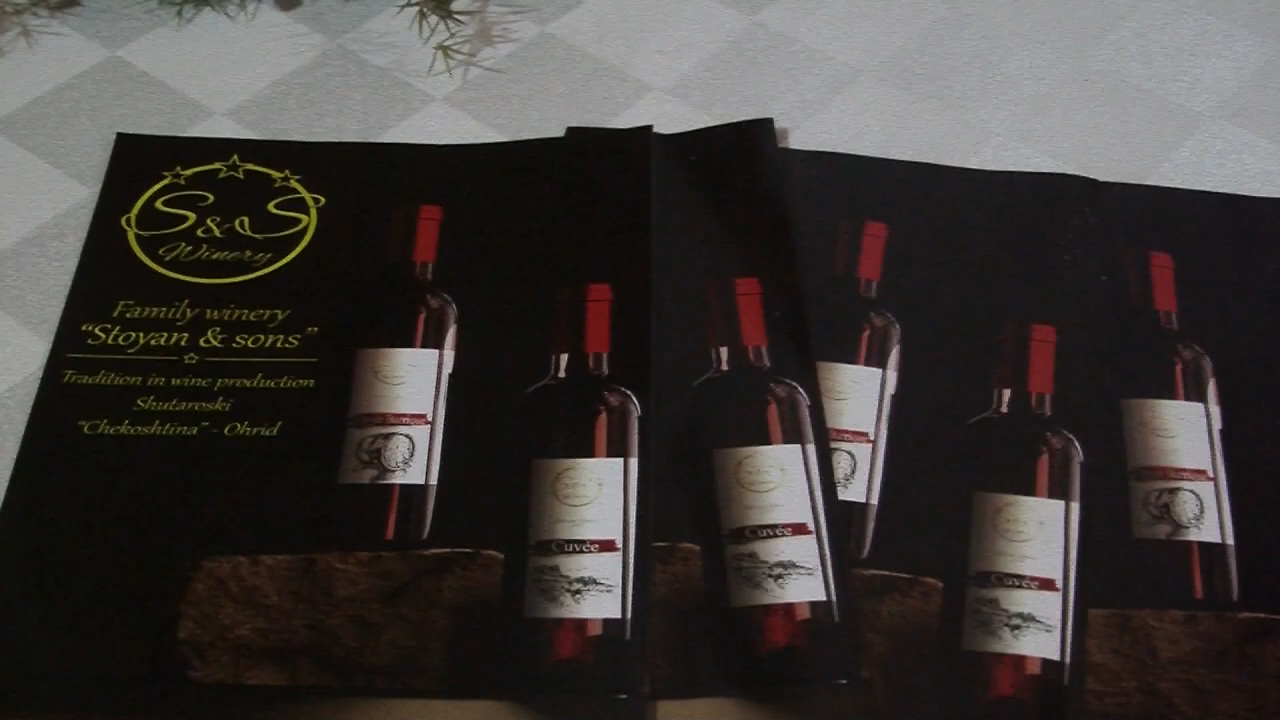 S&S
Winery
Family winery
"Stoyan & sons"
Tradition in wine production
Shutaroski
"Chekoshtina" - Ohrid
Cuvée
Cuvée
Cuvée